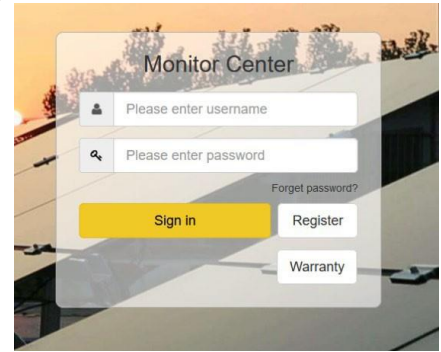 Monitor Center
Please enter username
Please enter password
Forget password?
Sign in
Register
Warranty